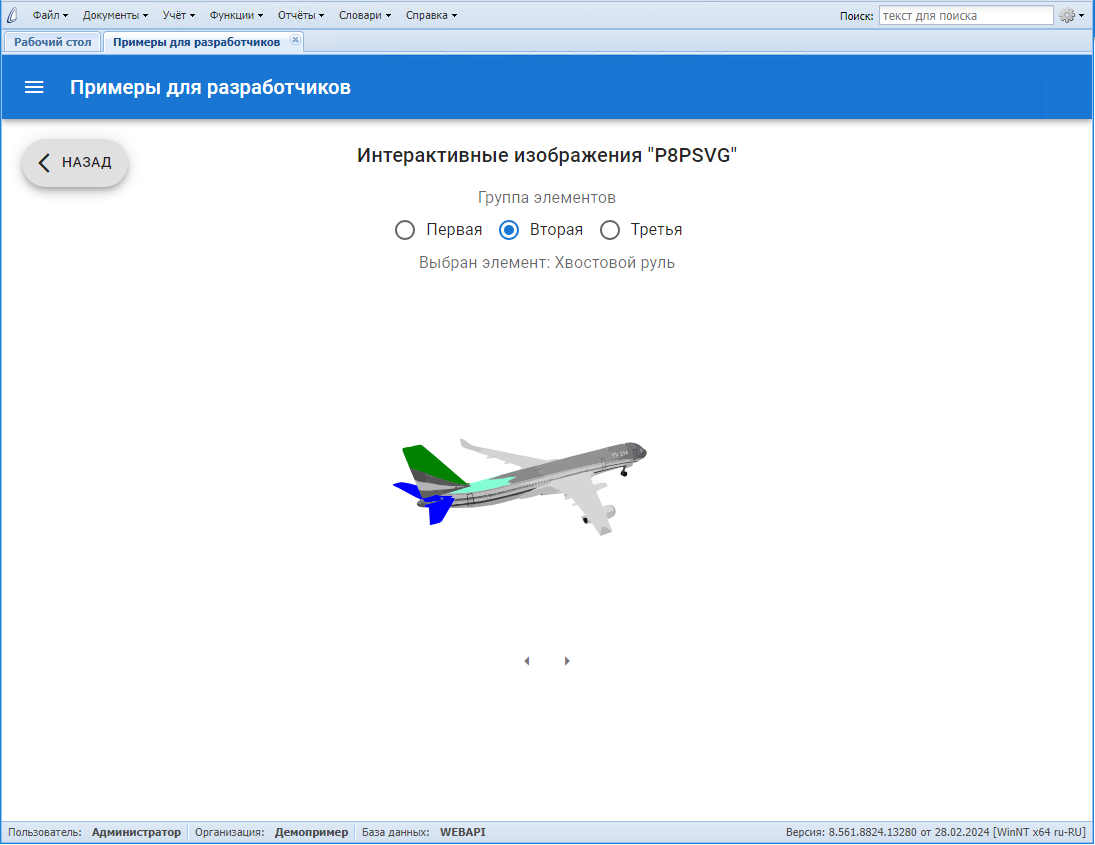 Файл Документы Учёт Функции Отчёты Словари Справка Поиск: текст для поиска
Рабочий стол Примеры для разработчиков
Примеры для разработчиков
НАЗАД
Интерактивные изображения "P8PSVG"
Группа элементов
Первая Вторая Третья
Выбран элемент: Хвостовой руль
Пользователь: Администратор Организация: Демопример База данных: WEBAPI Версия: 8.561.8824.13280 от 28.02.2024 [WinNT x64 ru-RU]